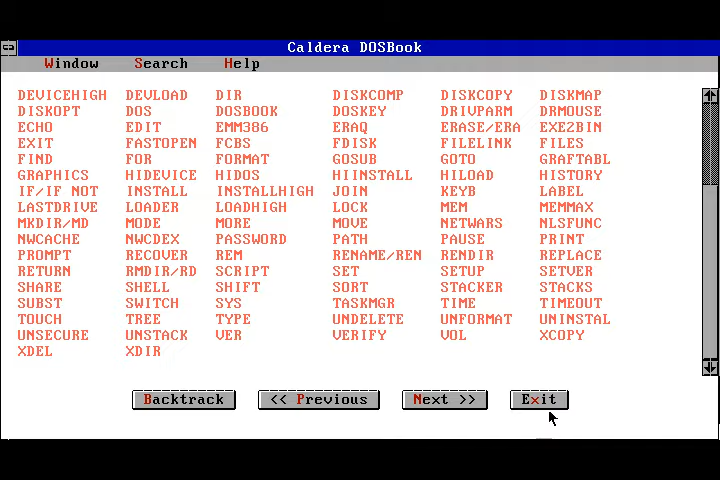 Caldera DOSBook
Window Search Help
DEVICEHIGH DEVLOAD DIR DISKCOMP DISKCOPY DISKMAP
DISKOPT DOS DOSBOOK DOSKEY DRIVPARM DRMOUSE
ECHO EDIT EMM386 ERAQ ERASE/ERA EXE2BIN
EXIT FASTOPEN FCBS FDISK FILELINK FILES
FIND FOR FORMAT GOSUB GOTO GRAFTABL
GRAPHICS HIDEVICE HIDOS HIINSTALL HILOAD HISTORY
IF/IF NOT INSTALL INSTALLHIGH JOIN KEYB LABEL
LASTDRIVE LOADER LOADHIGH LOCK MEM MEMMAX
MKDIR/MD MODE MORE MOVE NETWARS NLSFUNC
NWCACHE NWCDEX PASSWORD PATH PAUSE PRINT
PROMPT RECOVER REM RENAME/REN RENDIR REPLACE
RETURN RMDIR/RD SCRIPT SET SETUP SETVER
SHARE SHELL SHIFT SORT STACKER STACKS
SUBST SWITCH SYS TASKMGR TIME TIMEOUT
TOUCH TREE TYPE UNDELETE UNFORMAT UNINSTAL
UNSECURE UNSTACK VER VERIFY VOL XCOPY
XDEL XDIR
Backtrack << Previous Next >> Exit